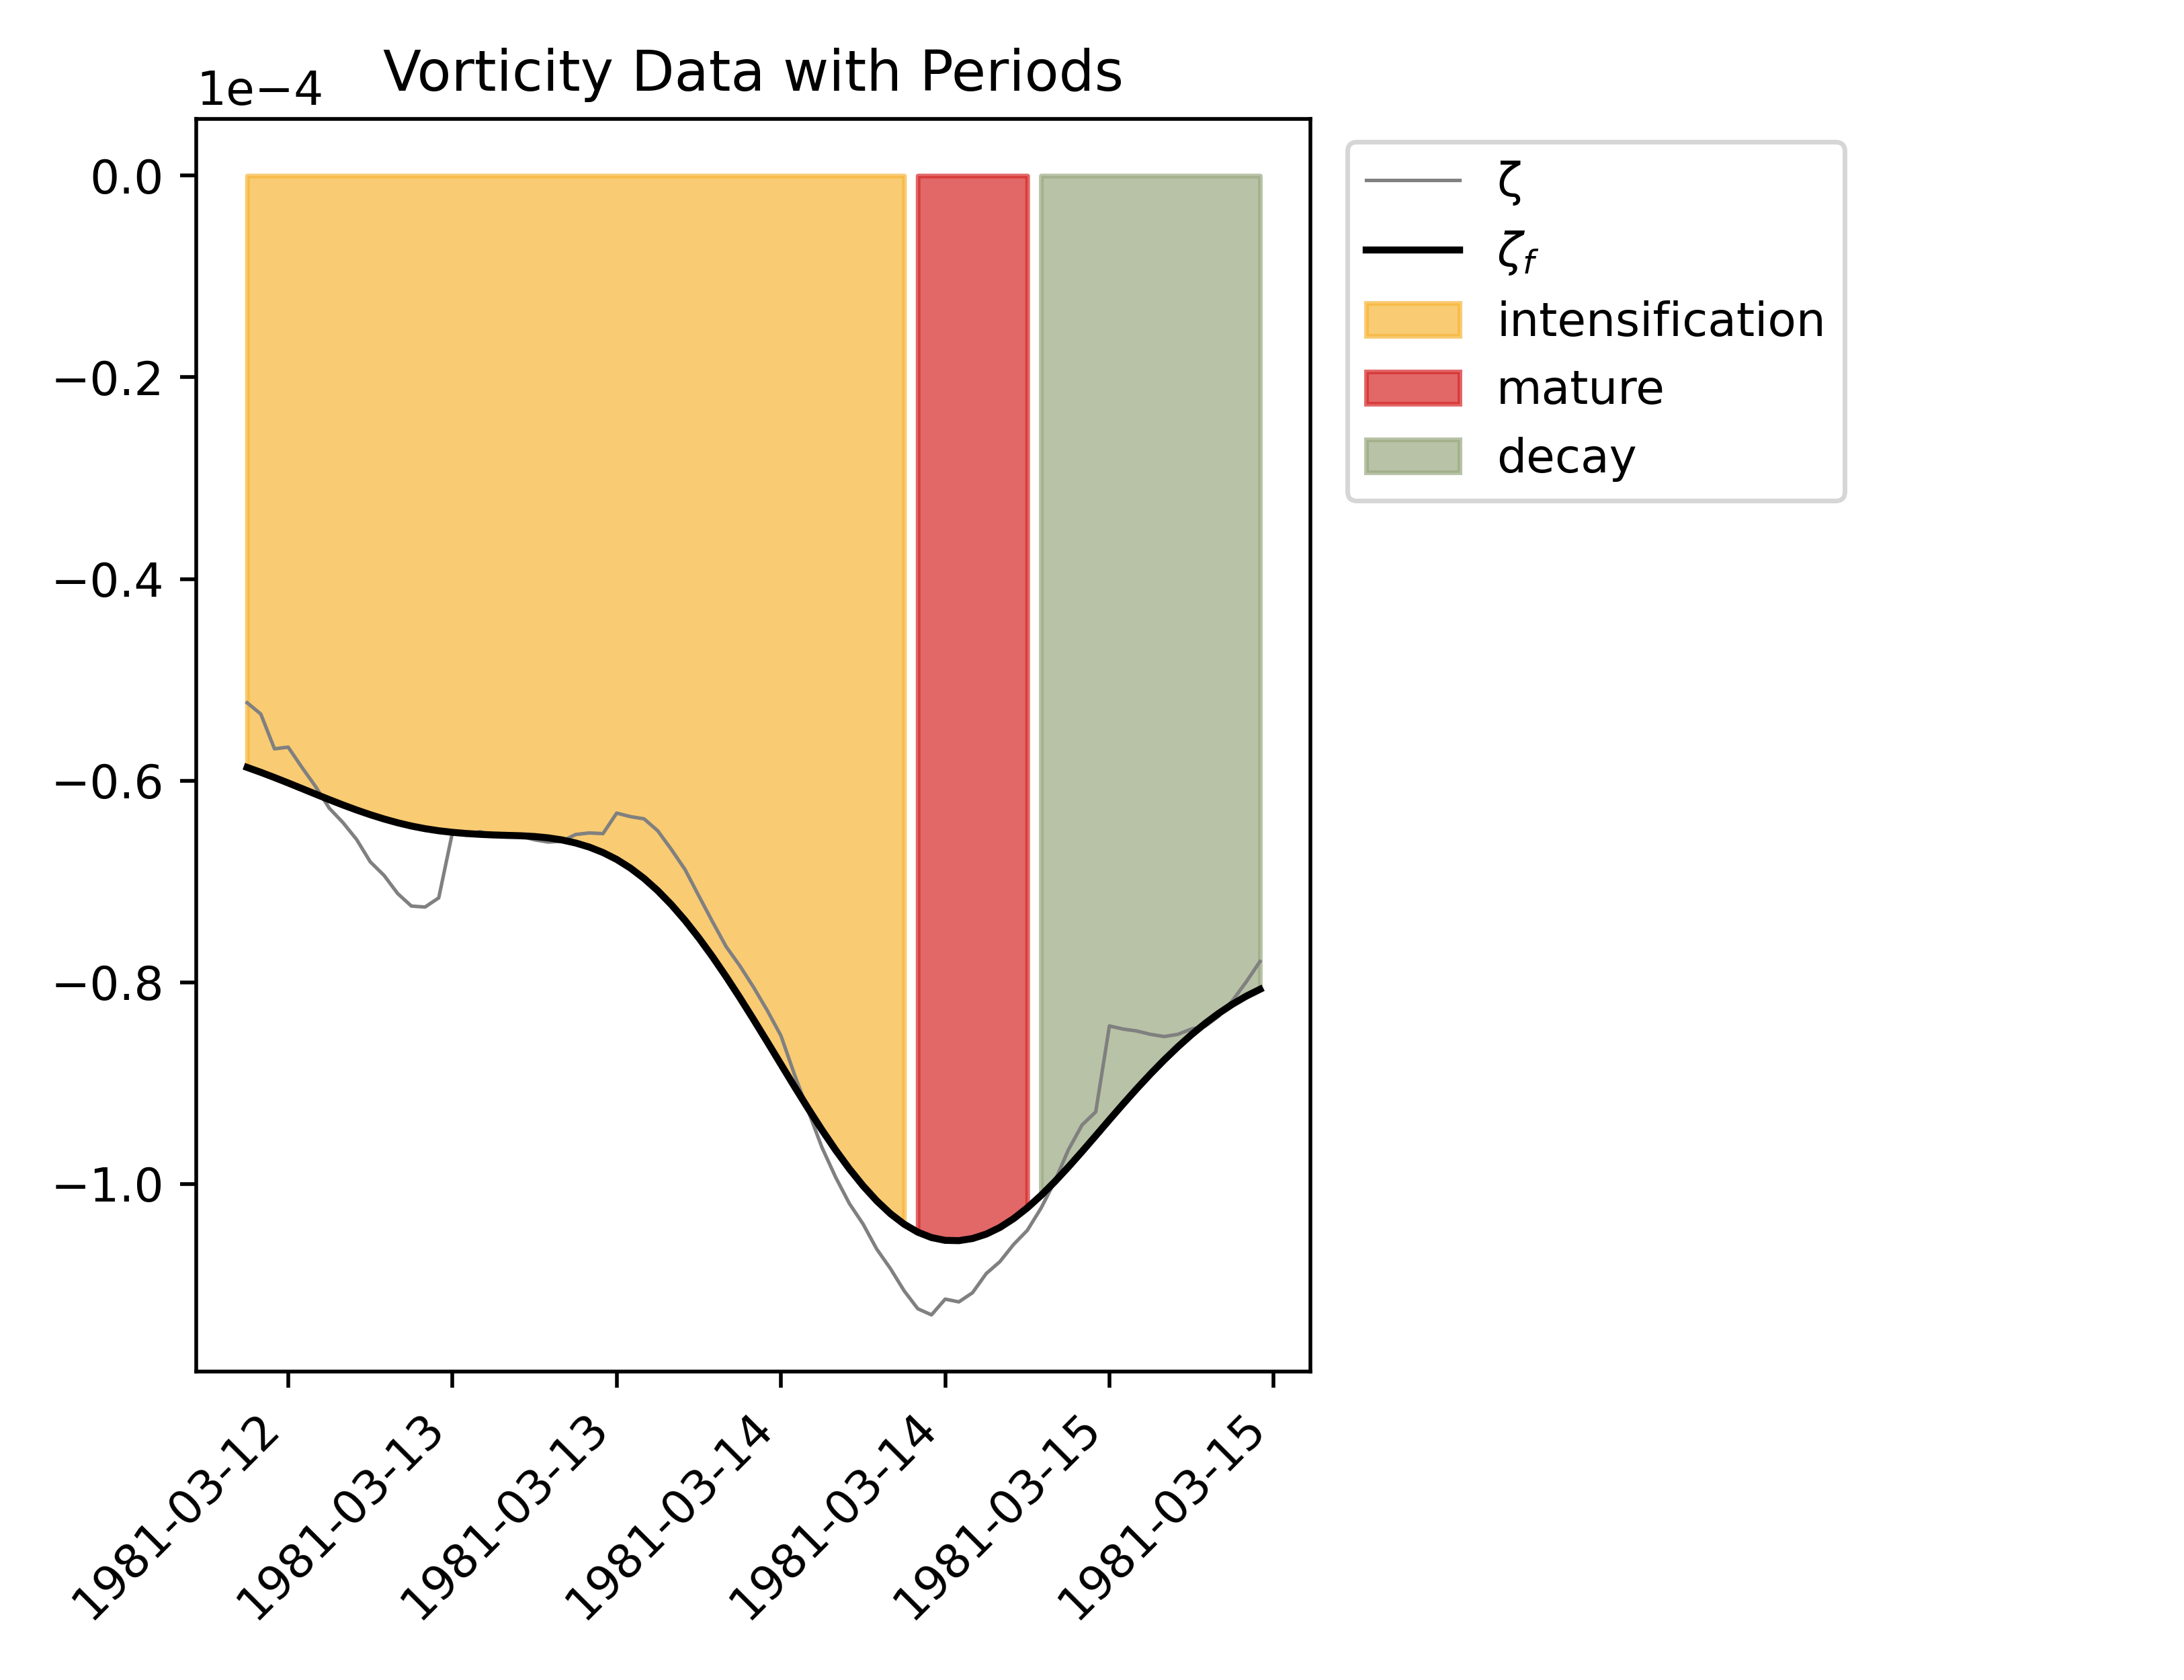 Vorticity Data with Periods
1e−4
0.0
−0.2
−0.4
−0.6
−0.8
−1.0
1981-03-12
1981-03-13
1981-03-13
1981-03-14
1981-03-14
1981-03-15
1981-03-15
ζ
ζf
intensification
mature
decay